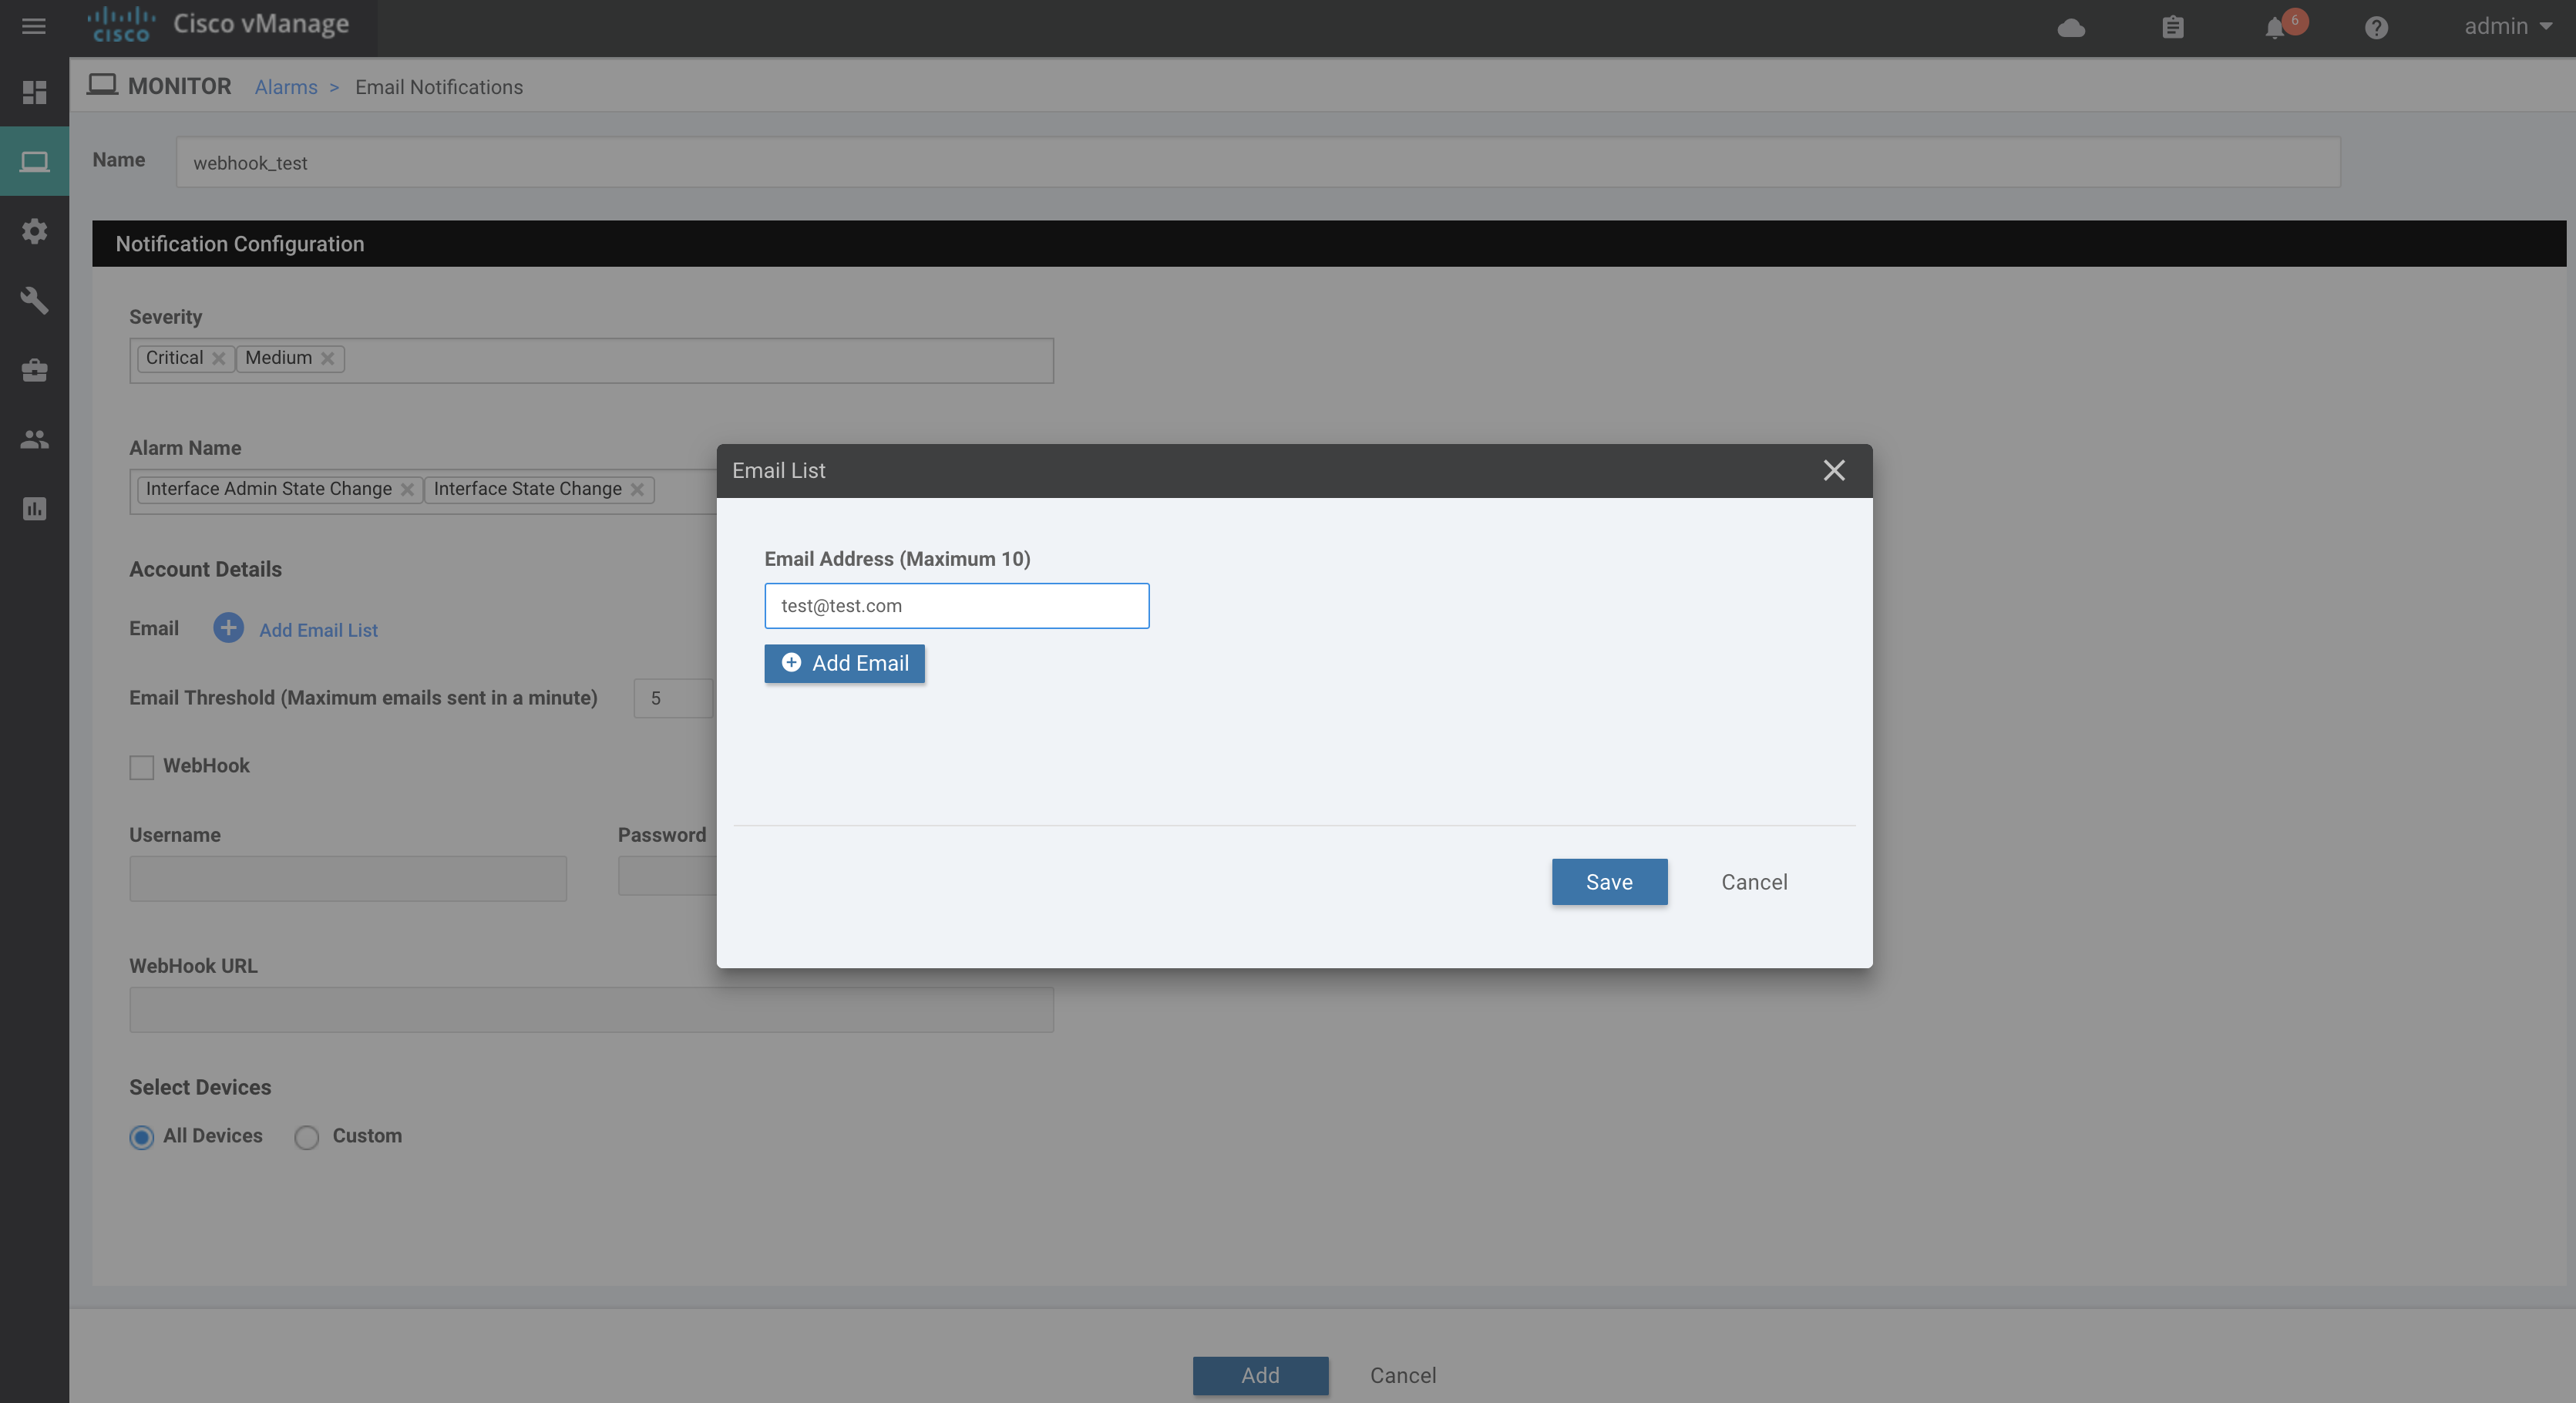 CISCO Cisco vManage 6 admin
MONITOR Alarms > Email Notifications
Name webhook_test
Notification Configuration
Severity
Critical Medium
Alarm Name
Interface Admin State Change Interface State Change
Account Details
Email Add Email List
Email Threshold (Maximum emails sent in a minute) 5
WebHook
Username Password
WebHook URL
Select Devices
All Devices Custom
Email List
Email Address (Maximum 10)
test@test.com
Add Email
Save Cancel
Add Cancel